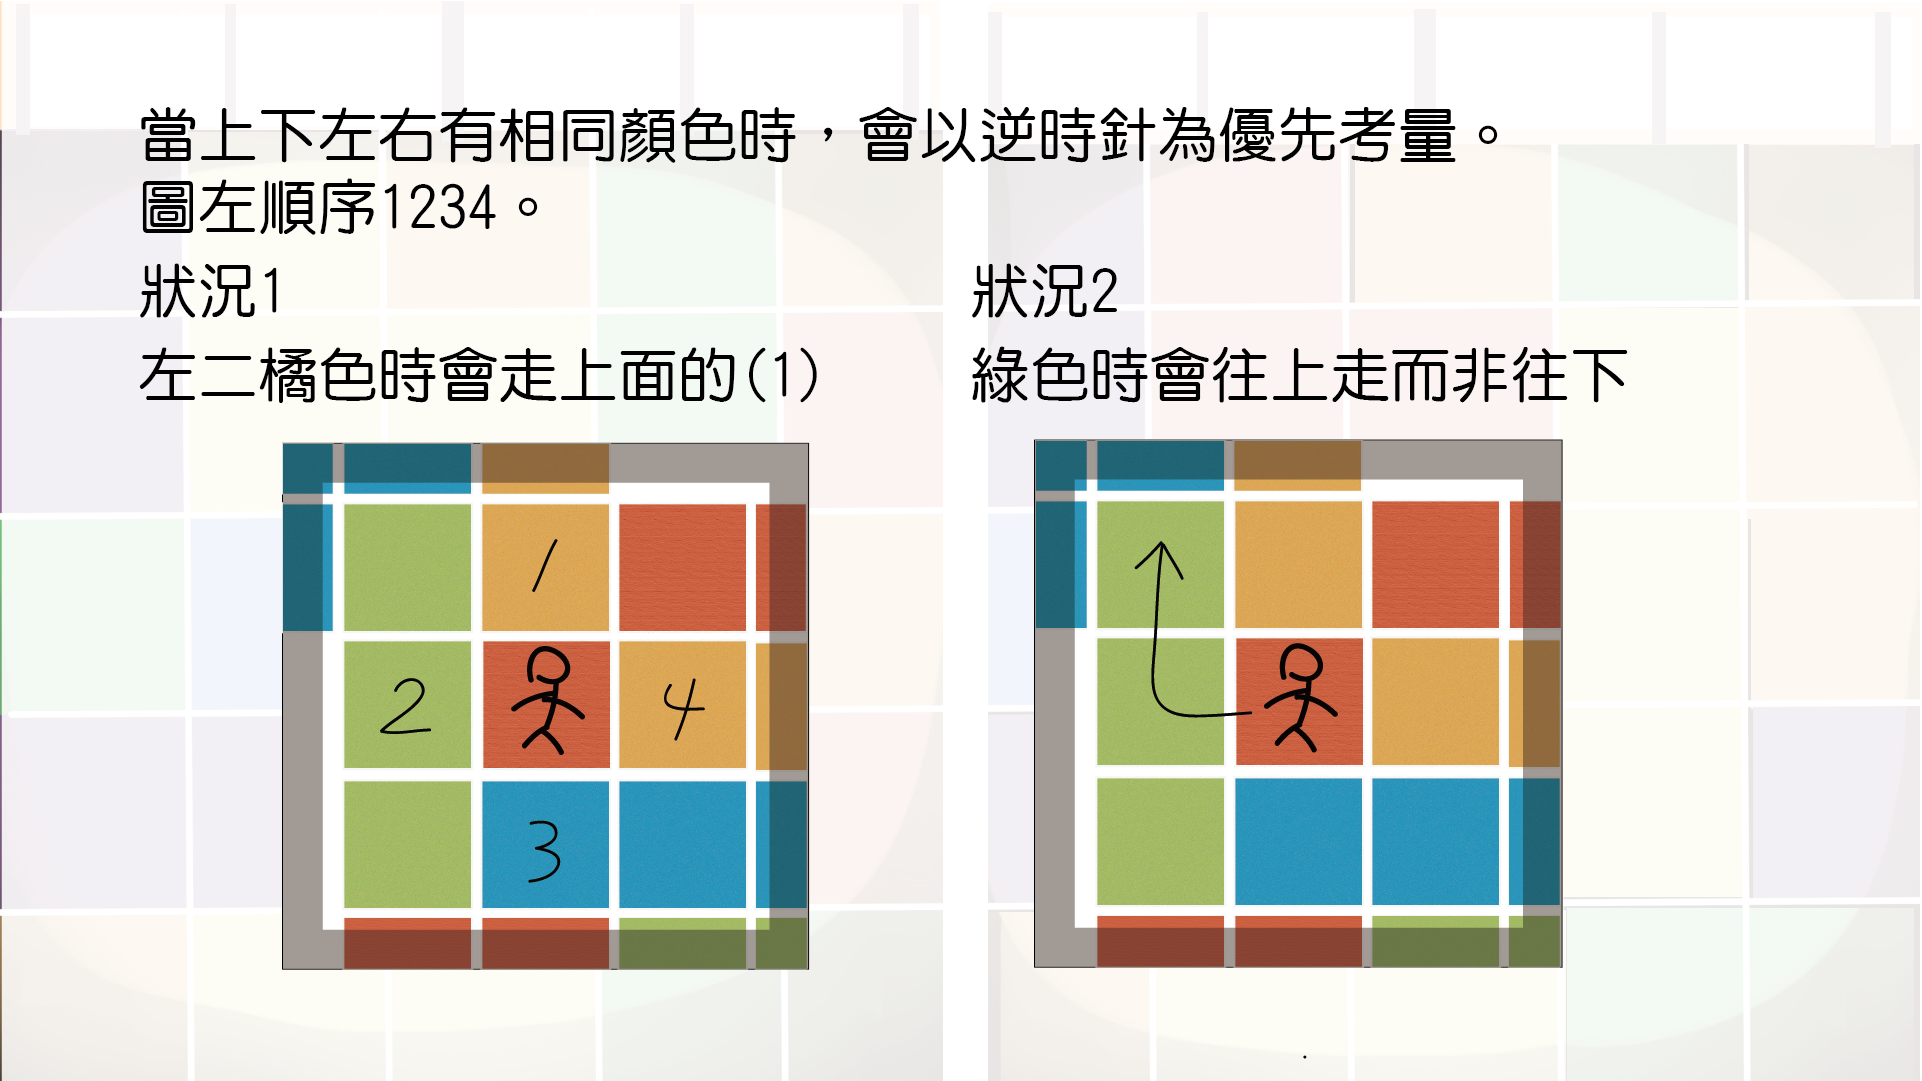 當上下左右有相同顏色時，會以逆時針為優先考量。
圖左順序1234。
狀況1
左二橘色時會走上面的(1)
1
2
4
3
狀況2
綠色時會往上走而非往下